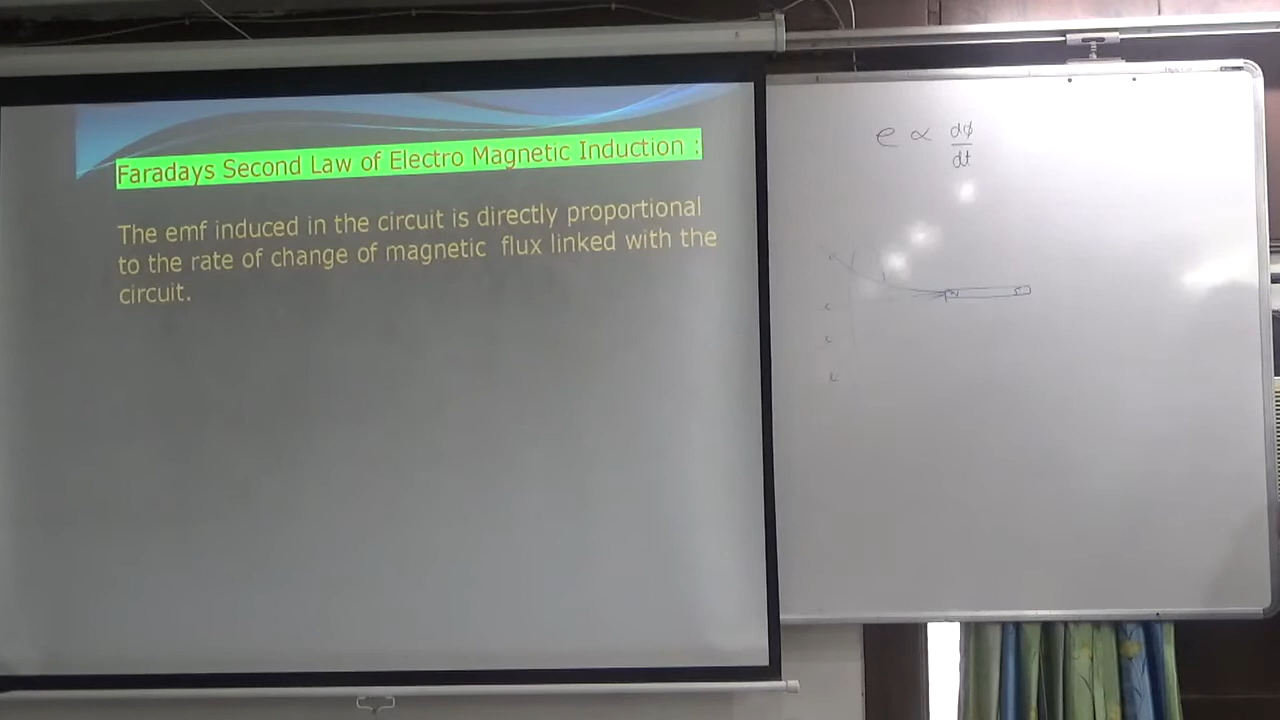 Faradays Second Law of Electro Magnetic Induction :
The emf induced in the circuit is directly proportional
to the rate of change of magnetic flux linked with the
circuit.
e ∝ dϕ/dt
N S